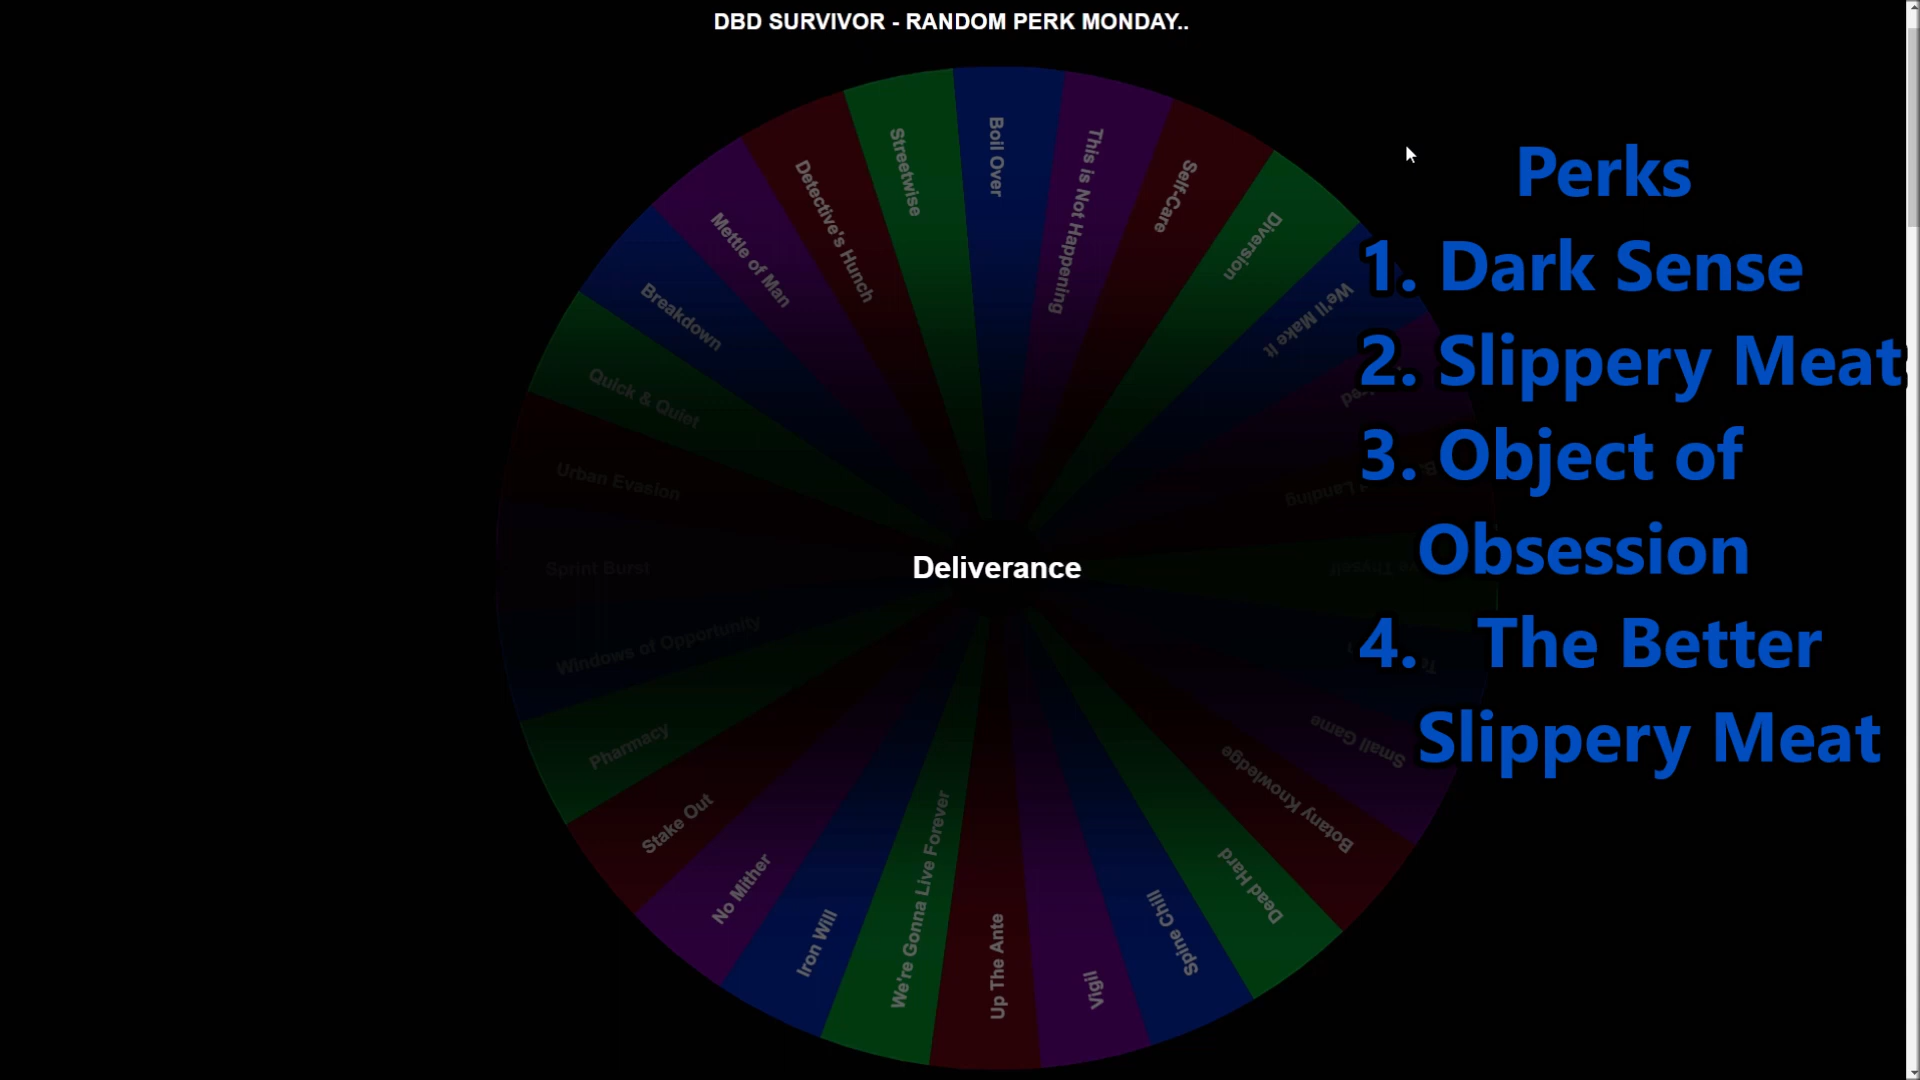 DBD SURVIVOR - RANDOM PERK MONDAY..
Boil Over
This is Not Happening
Self-Care
Diversion
We'll Make It
Small Game
Botany Knowledge
Dead Hard
Spine Chill
Vigil
Up The Ante
We're Gonna Live Forever
Iron Will
No Mither
Stake Out
Pharmacy
Windows of Opportunity
Sprint Burst
Urban Evasion
Quick & Quiet
Breakdown
Mettle of Man
Detective's Hunch
Streetwise
Deliverance
Landing
Perks
1. Dark Sense
2. Slippery Meat
3. Object of
Obsession
4. The Better
Slippery Meat